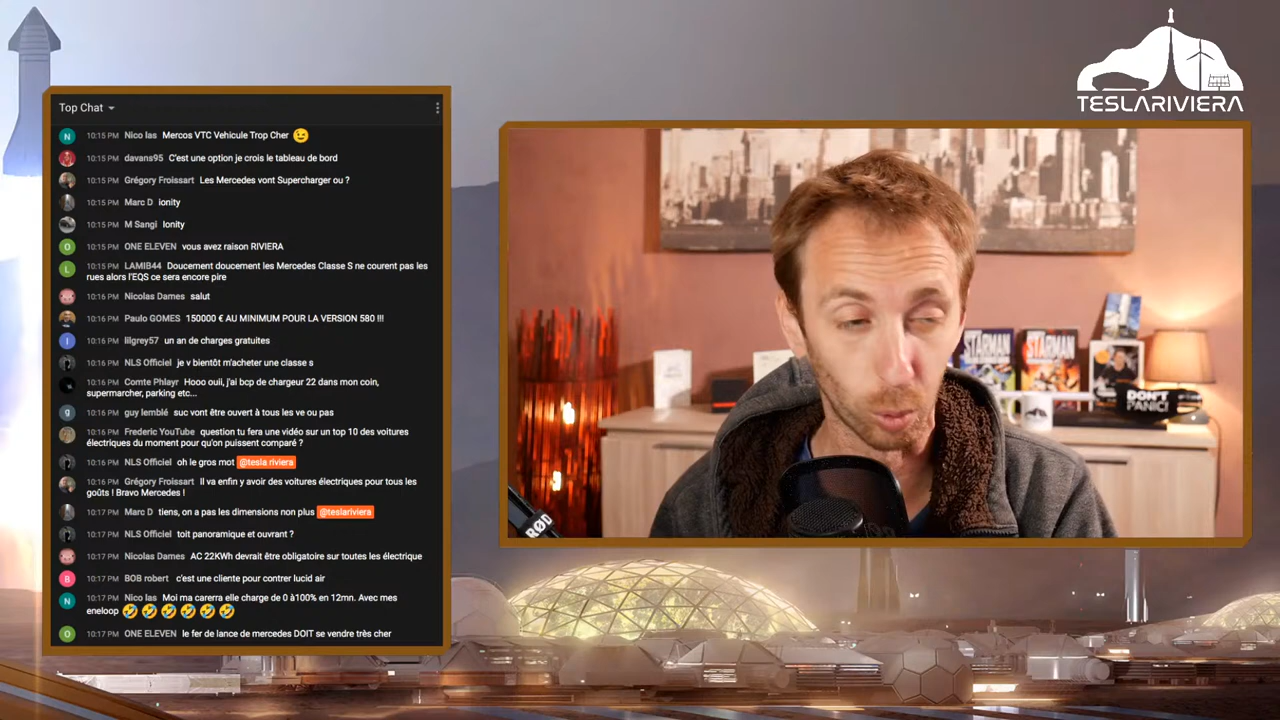 TESLARIVIERA
Top Chat
N 10:15 PM Nico las Mercos VTC Vehicule Trop Cher
10:15 PM davans95 C'est une option je crois le tableau de bord
10:15 PM Grégory Froissart Les Mercedes vont Supercharger ou ?
10:15 PM Marc D ionity
10:15 PM M Sangi Ionity
O 10:15 PM ONE ELEVEN vous avez raison RIVIERA
L 10:15 PM LAMIB44 Doucement doucement les Mercedes Classe S ne courent pas les
rues alors l'EQS ce sera encore pire
10:16 PM Nicolas Dames salut
10:16 PM Paulo GOMES 150000 € AU MINIMUM POUR LA VERSION 580 !!!
l 10:16 PM lilgrey57 un an de charges gratuites
10:16 PM NLS Officiel je v bientôt m'acheter une classe s
10:16 PM Comte Phlayr Hooo ouii, j'ai bcp de chargeur 22 dans mon coin,
supermarcher, parking etc...
g 10:16 PM guy lemblé suc vont être ouvert à tous les ve ou pas
10:16 PM Frederic YouTube question tu fera une vidéo sur un top 10 des voitures
électriques du moment pour qu'on puissent comparé ?
10:16 PM NLS Officiel oh le gros mot @tesla riviera
10:16 PM Grégory Froissart Il va enfin y avoir des voitures électriques pour tous les
goûts ! Bravo Mercedes !
10:17 PM Marc D tiens, on a pas les dimensions non plus @teslariviera
10:17 PM NLS Officiel toit panoramique et ouvrant ?
10:17 PM Nicolas Dames AC 22KWh devrait être obligatoire sur toutes les électrique
B 10:17 PM BOB robert c'est une cliente pour contrer lucid air
N 10:17 PM Nico las Moi ma carerra elle charge de 0 à100% en 12mn. Avec mes
eneloop
O 10:17 PM ONE ELEVEN le fer de lance de mercedes DOIT se vendre très cher
STARMAN
STARMAN
DON'T
PANIC!
RØD